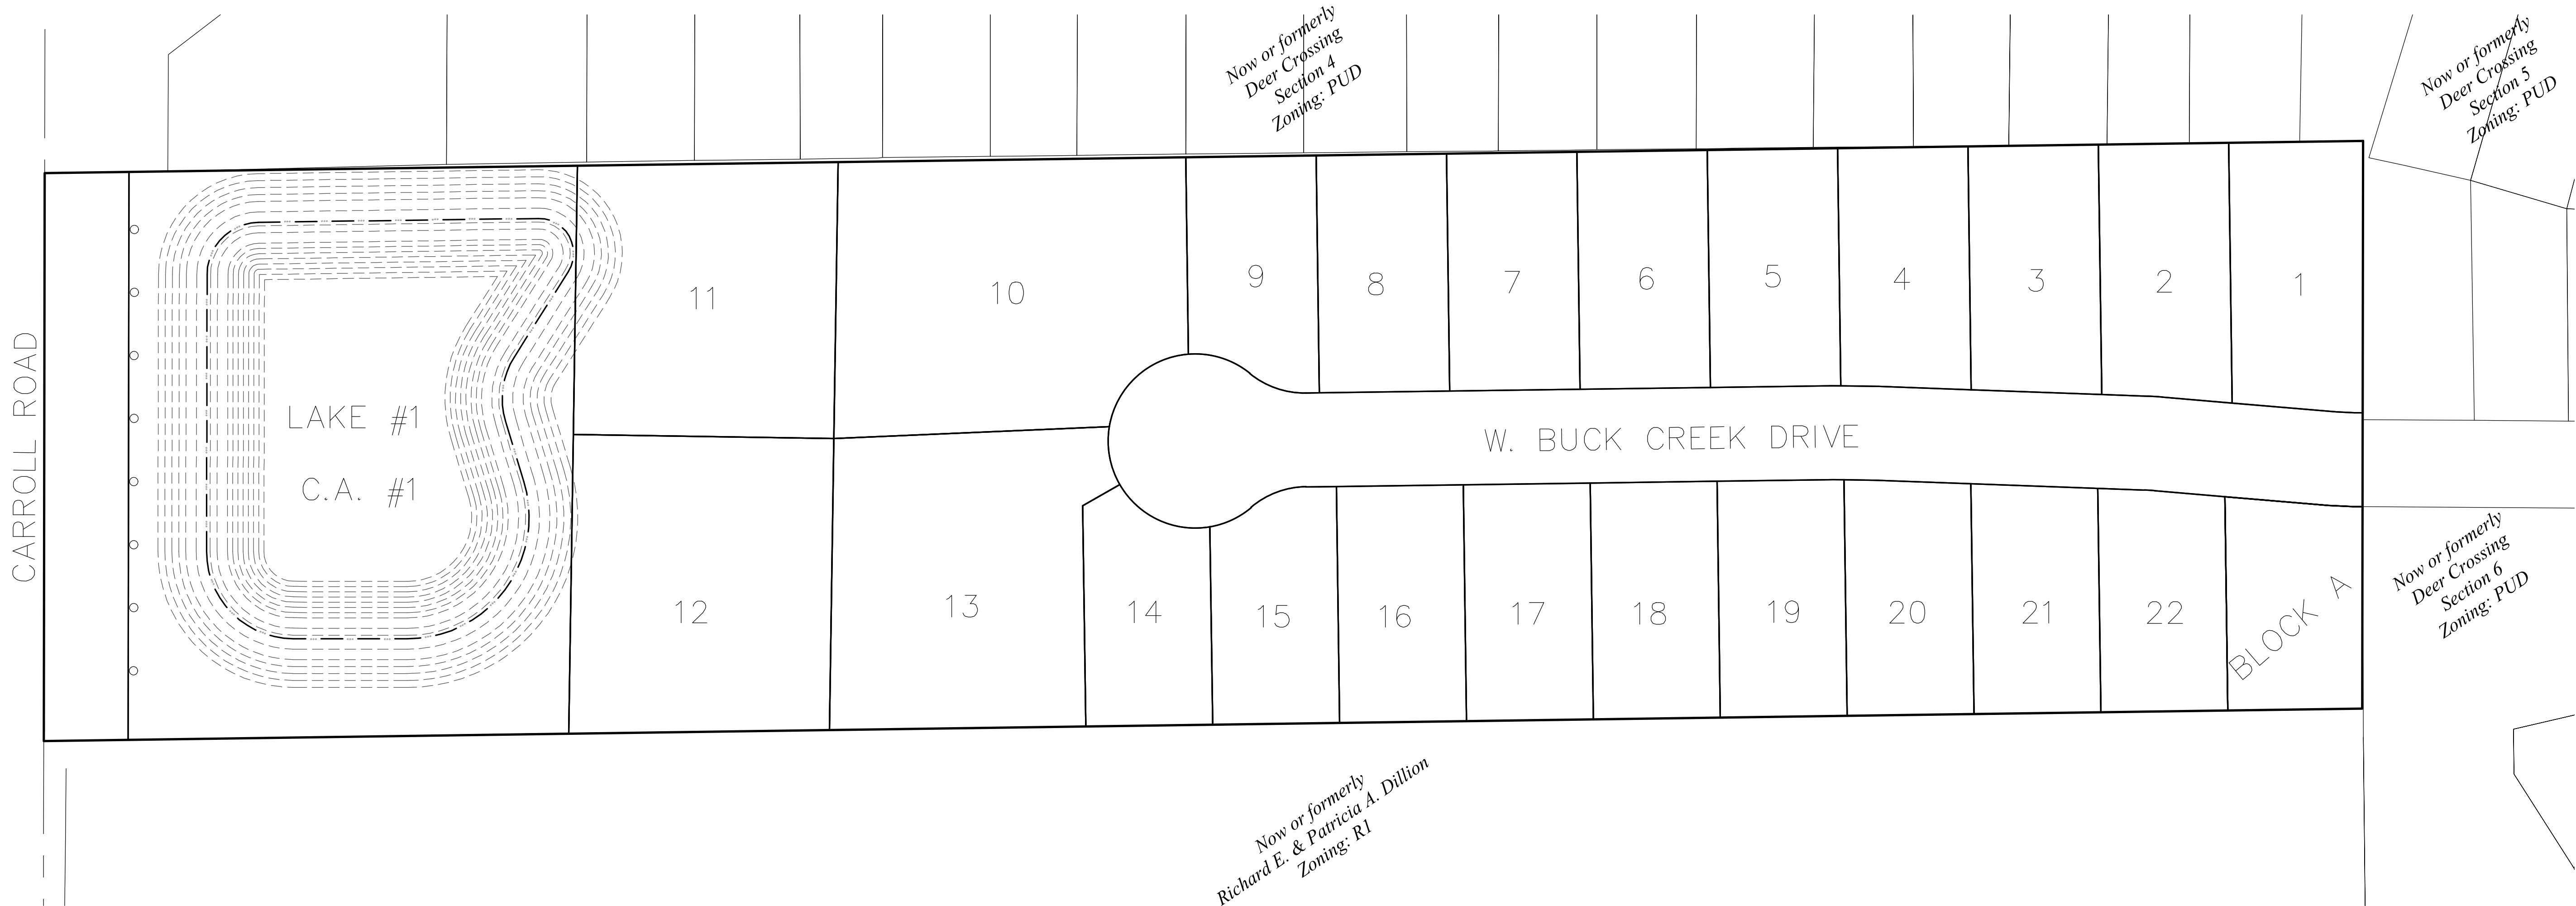 Now or formerly
Deer Crossing
Section 4
Zoning: PUD
Now or formerly
Deer Crossing
Section 5
Zoning: PUD
CARROLL ROAD
LAKE #1
C.A. #1
11
10
9
8
7
6
5
4
3
2
1
W. BUCK CREEK DRIVE
12
13
14
15
16
17
18
19
20
21
22
BLOCK A
Now or formerly
Deer Crossing
Section 6
Zoning: PUD
Now or formerly
Richard E. & Patricia A. Dillion
Zoning: R1